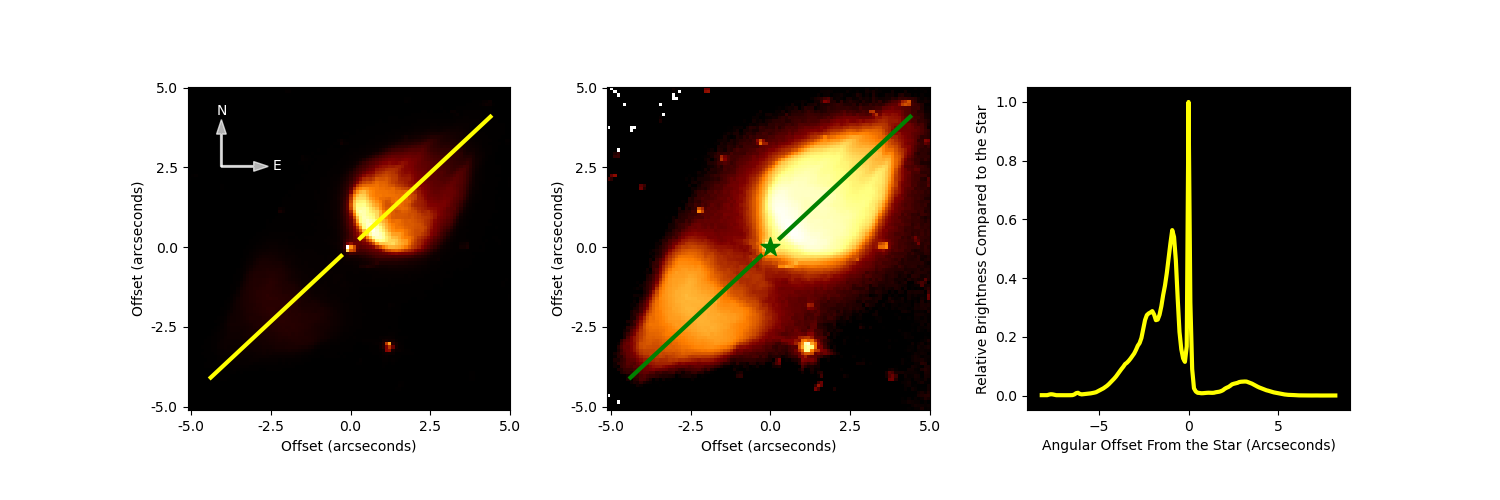 5.0
2.5
0.0
-2.5
-5.0
-5.0 -2.5 0.0 2.5 5.0
Offset (arcseconds)
Offset (arcseconds)
N
E
5.0
2.5
0.0
-2.5
-5.0
-5.0 -2.5 0.0 2.5 5.0
Offset (arcseconds)
Offset (arcseconds)
1.0
0.8
0.6
0.4
0.2
0.0
−5 0 5
Relative Brightness Compared to the Star
Angular Offset From the Star (Arcseconds)